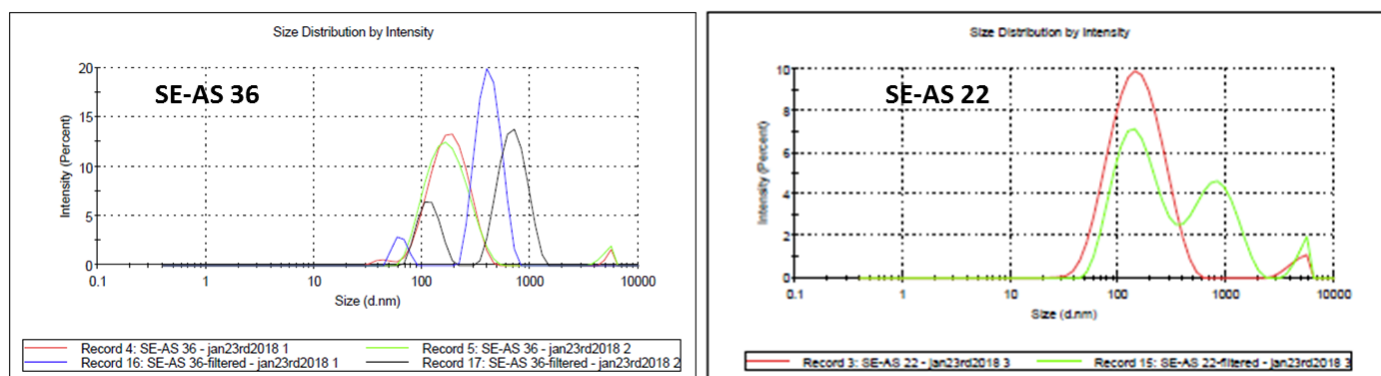 Size Distribution by Intensity
SE-AS 36
20
15
10
5
0
Intensity (Percent)
0.1 1 10 100 1000 10000
Size (d.nm)
Record 4: SE-AS 36 - jan23rd2018 1 Record 5: SE-AS 36 - jan23rd2018 2
Record 16: SE-AS 36-filtered - jan23rd2018 1 Record 17: SE-AS 36-filtered - jan23rd2018 2
Size Distribution by Intensity
SE-AS 22
10
8
6
4
2
0
Intensity (Percent)
0.1 1 10 100 1000 10000
Size (d.nm)
Record 3: SE-AS 22 - jan23rd2018 3 Record 15: SE-AS 22-filtered - jan23rd2018 3